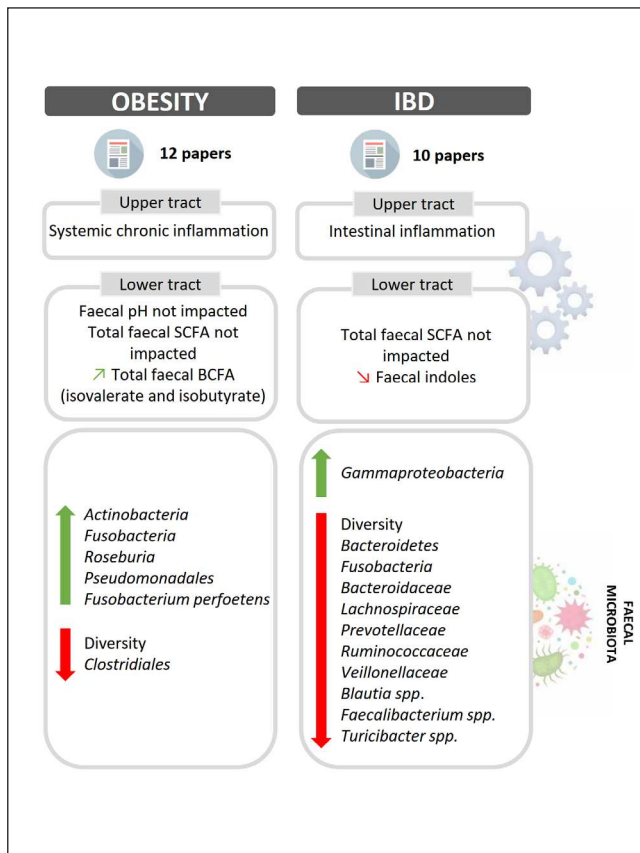 OBESITY
12 papers
Upper tract
Systemic chronic inflammation
Lower tract
Faecal pH not impacted
Total faecal SCFA not
impacted
↗ Total faecal BCFA
(isovalerate and isobutyrate)
Actinobacteria
Fusobacteria
Roseburia
Pseudomonadales
Fusobacterium perfoetens
Diversity
Clostridiales
IBD
10 papers
Upper tract
Intestinal inflammation
Lower tract
Total faecal SCFA not
impacted
↘ Faecal indoles
Gammaproteobacteria
Diversity
Bacteroidetes
Fusobacteria
Bacteroidaceae
Lachnospiraceae
Prevotellaceae
Ruminococcaceae
Veillonellaceae
Blautia spp.
Faecalibacterium spp.
Turicibacter spp.
FAECAL
MICROBIOTA